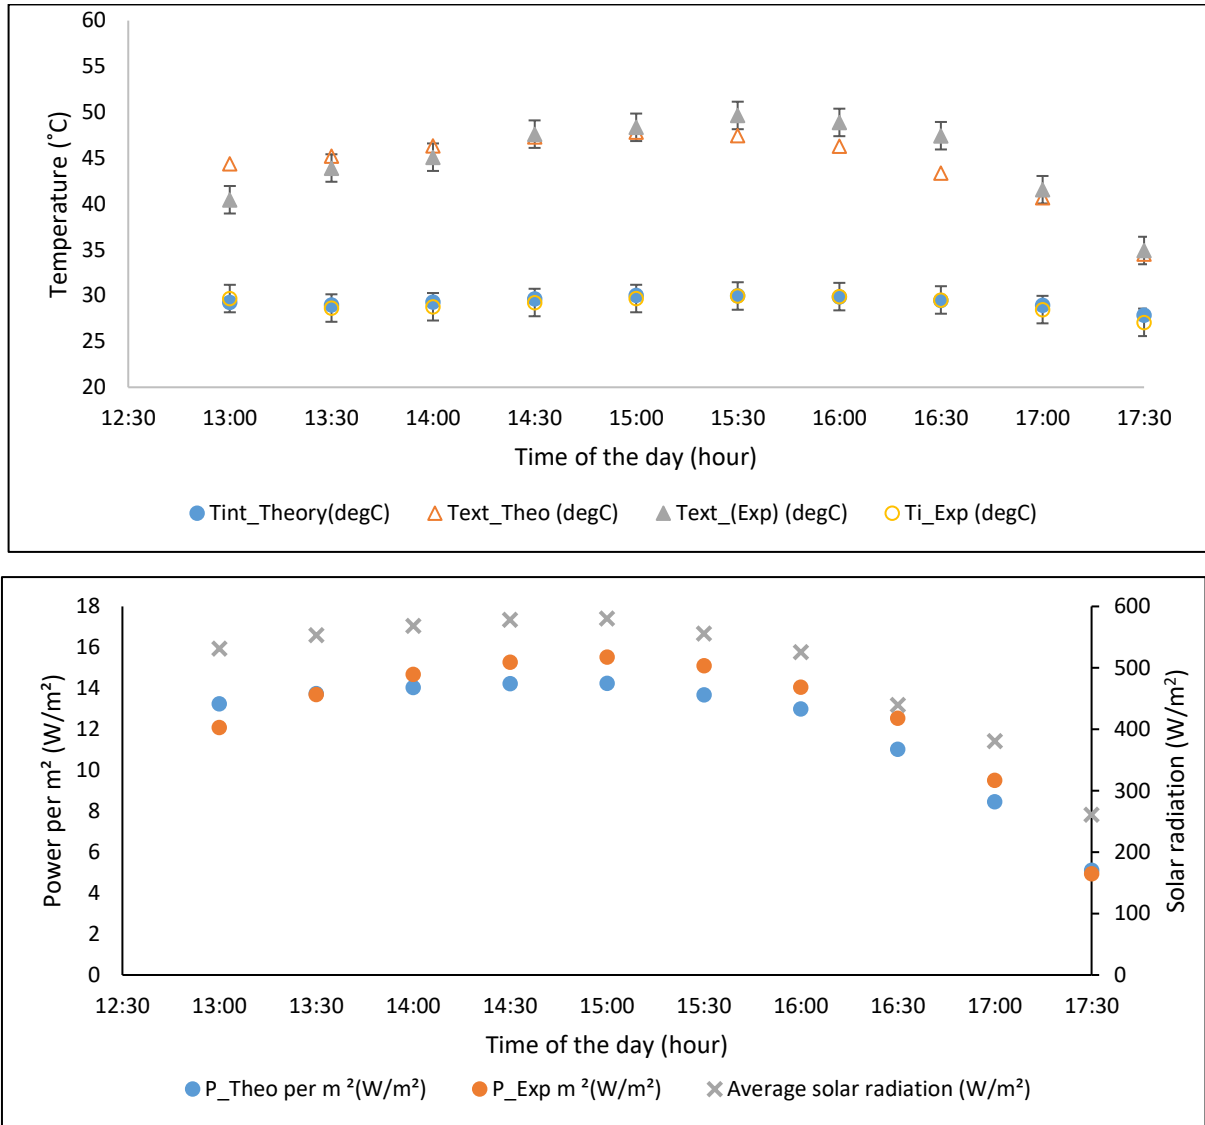 60
55
50
45
40
35
30
25
20
Temperature (˚C)
12:30 13:00 13:30 14:00 14:30 15:00 15:30 16:00 16:30 17:00 17:30
Time of the day (hour)
Tint_Theory(degC) Text_Theo (degC) Text_(Exp) (degC) Ti_Exp (degC)
18
16
14
12
10
8
6
4
2
0
Power per m² (W/m²)
600
500
400
300
200
100
0
Solar radiation (W/m²)
12:30 13:00 13:30 14:00 14:30 15:00 15:30 16:00 16:30 17:00 17:30
Time of the day (hour)
P_Theo per m ²(W/m²) P_Exp m ²(W/m²) Average solar radiation (W/m²)